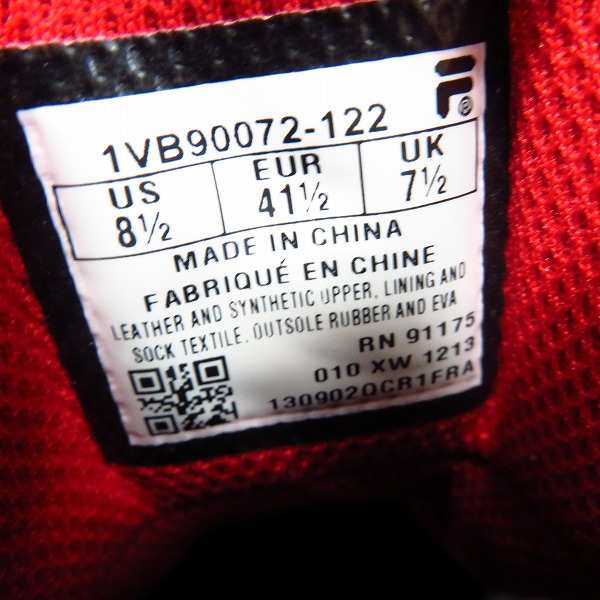 F®
1VB90072-122
US EUR UK
8½ 41½ 7½
MADE IN CHINA
FABRIQUÉ EN CHINE
LEATHER AND SYNTHETIC UPPER, LINING AND
SOCK TEXTILE, OUTSOLE RUBBER AND EVA
RN 91175
010 XW 1213
130902QCR1FRA